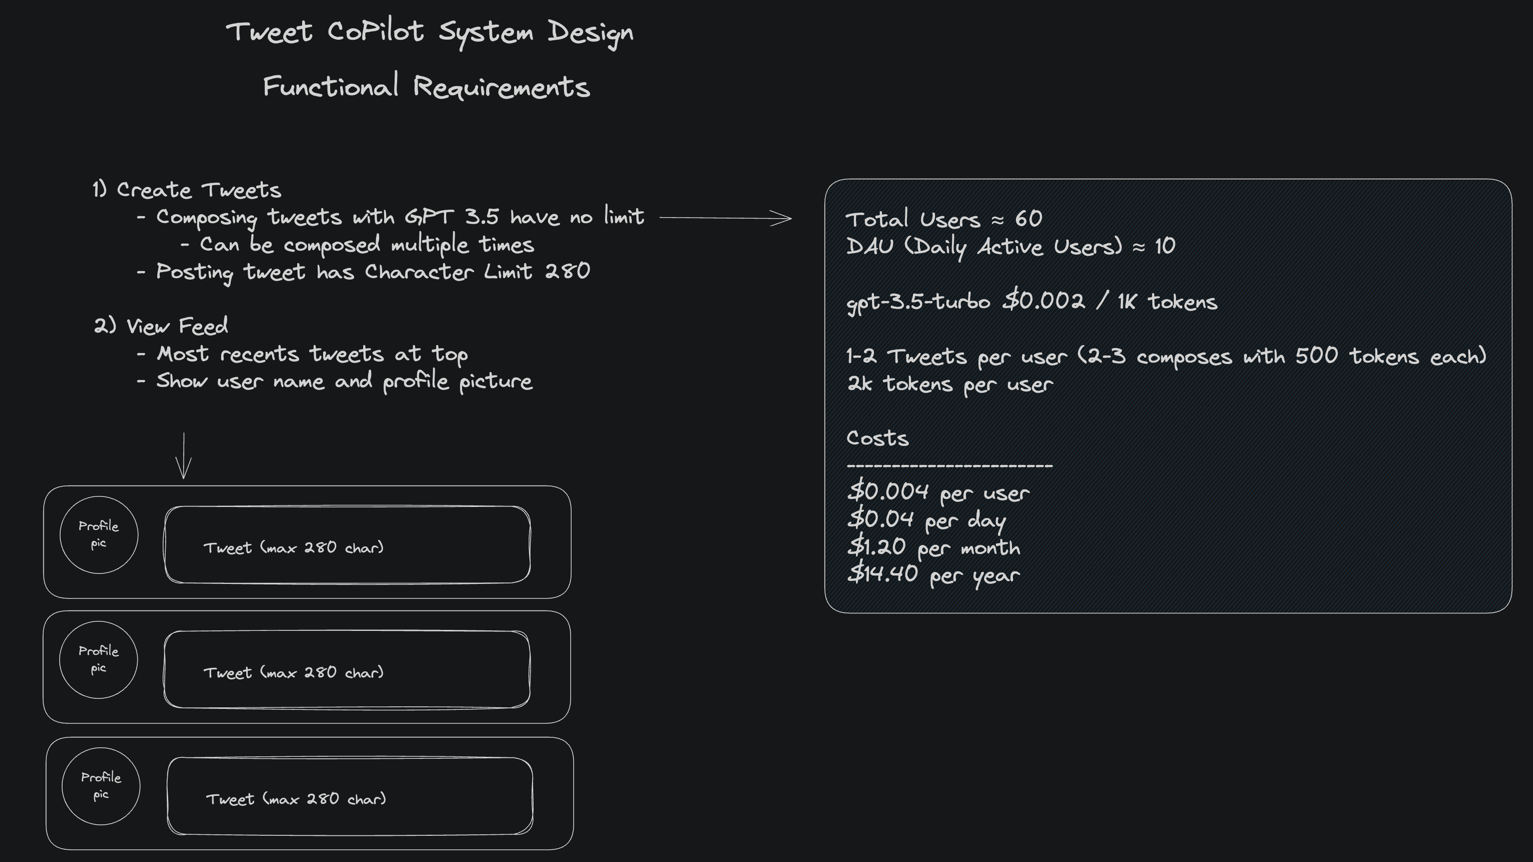 Tweet CoPilot System Design
Functional Requirements
1) Create Tweets
- Composing tweets with GPT 3.5 have no limit
- Can be composed multiple times
- Posting tweet has Character Limit 280
2) View Feed
- Most recents tweets at top
- Show user name and profile picture
Total Users ≈ 60
DAU (Daily Active Users) ≈ 10
gpt-3.5-turbo $0.002 / 1K tokens
1-2 Tweets per user (2-3 composes with 500 tokens each)
2k tokens per user
Costs
-----------------------
$0.004 per user
$0.04 per day
$1.20 per month
$14.40 per year
Profile
pic
Tweet (max 280 char)
Profile
pic
Tweet (max 280 char)
Profile
pic
Tweet (max 280 char)